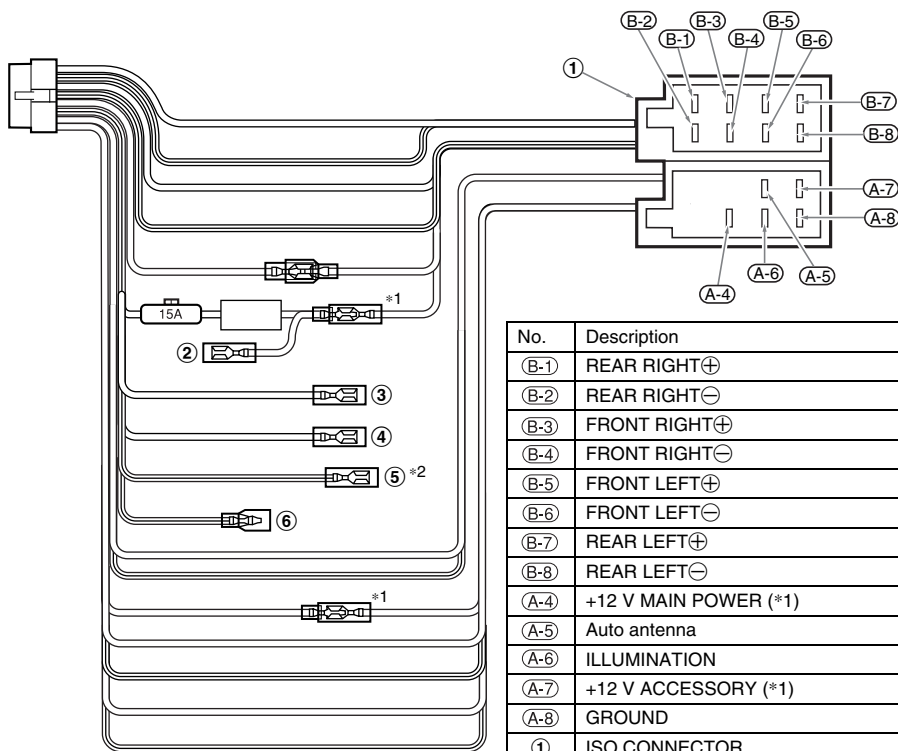 B-2
B-3
B-5
B-1
B-4
B-6
①
B-7
B-8
A-7
A-8
A-5
A-6
A-4
*1
15A
②
③
④
⑤ *2
⑥
*1
No. Description
B-1 REAR RIGHT⊕
B-2 REAR RIGHT⊖
B-3 FRONT RIGHT⊕
B-4 FRONT RIGHT⊖
B-5 FRONT LEFT⊕
B-6 FRONT LEFT⊖
B-7 REAR LEFT⊕
B-8 REAR LEFT⊖
A-4 +12 V MAIN POWER (*1)
A-5 Auto antenna
A-6 ILLUMINATION
A-7 +12 V ACCESSORY (*1)
A-8 GROUND
① ISO CONNECTOR